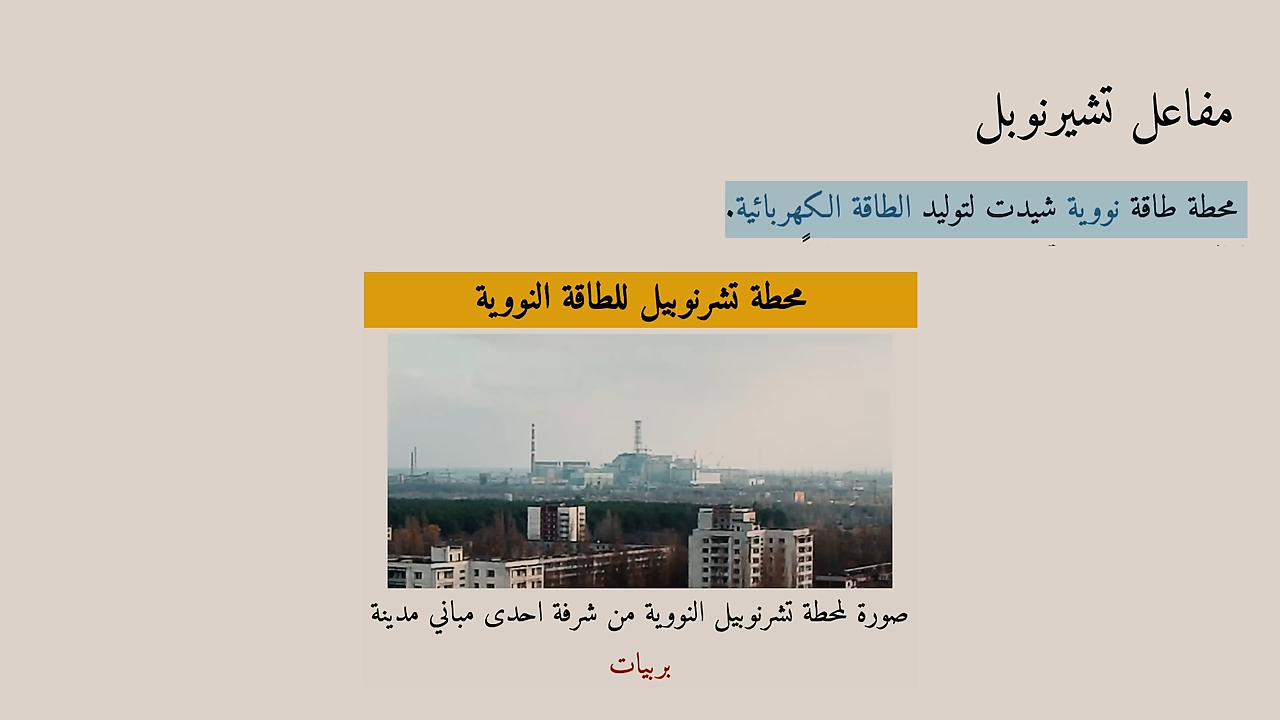 مفاعل تشيرنوبل
محطة طاقة نووية شيدت لتوليد الطاقة الكهربائية.
محطة تشرنوبيل للطاقة النووية
صورة لمحطة تشرنوبيل النووية من شرفة احدى مباني مدينة
بربيات